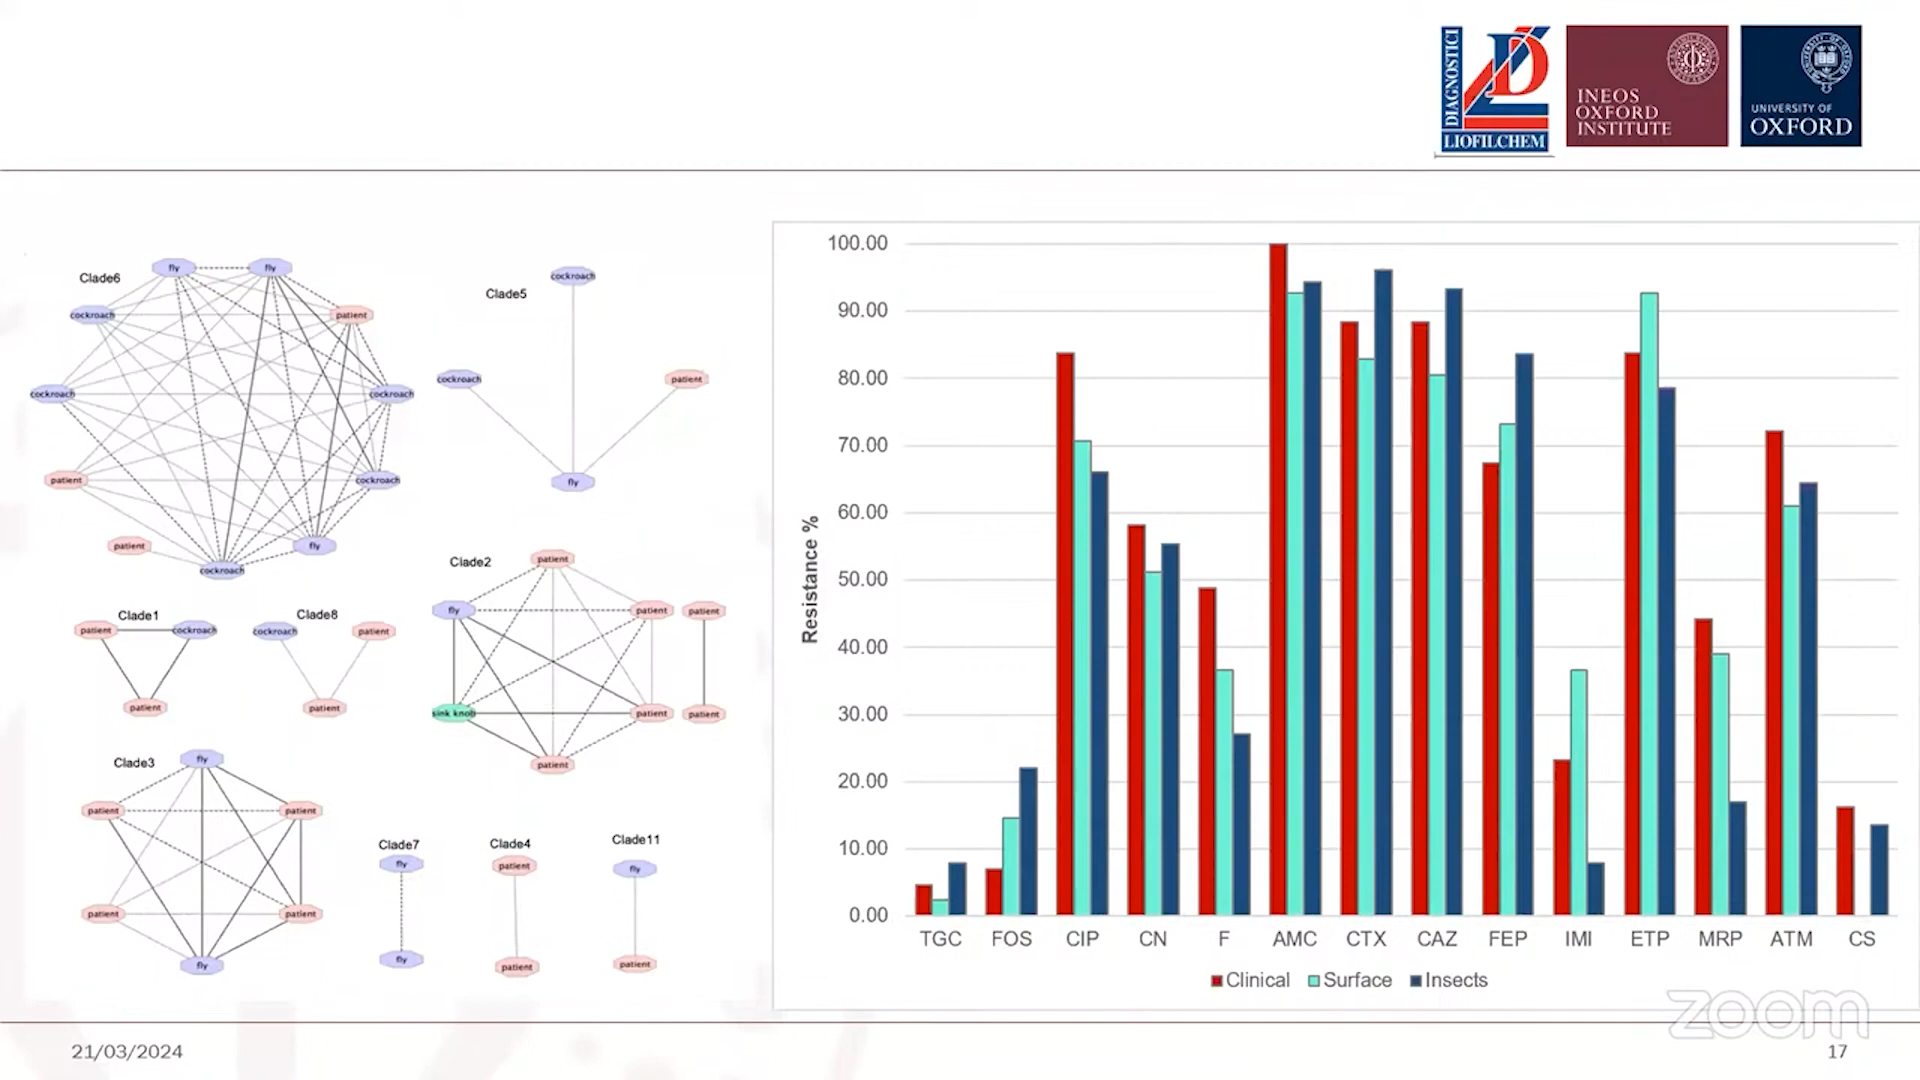 DIAGNOSTICI
LIOFILCHEM
INEOS
OXFORD
INSTITUTE
UNIVERSITY OF
OXFORD
Clade6
fly
fly
cockroach
patient
cockroach
cockroach
patient
cockroach
patient
fly
cockroach
Clade5
cockroach
cockroach
patient
fly
Clade1
patient
cockroach
patient
Clade8
cockroach
patient
patient
Clade2
patient
fly
patient
patient
sink knob
patient
patient
patient
Clade3
fly
patient
patient
patient
patient
fly
Clade7
fly
fly
Clade4
patient
patient
Clade11
fly
patient
Resistance %
100.00
90.00
80.00
70.00
60.00
50.00
40.00
30.00
20.00
10.00
0.00
TGC FOS CIP CN F AMC CTX CAZ FEP IMI ETP MRP ATM CS
Clinical Surface Insects
zoom
21/03/2024
17